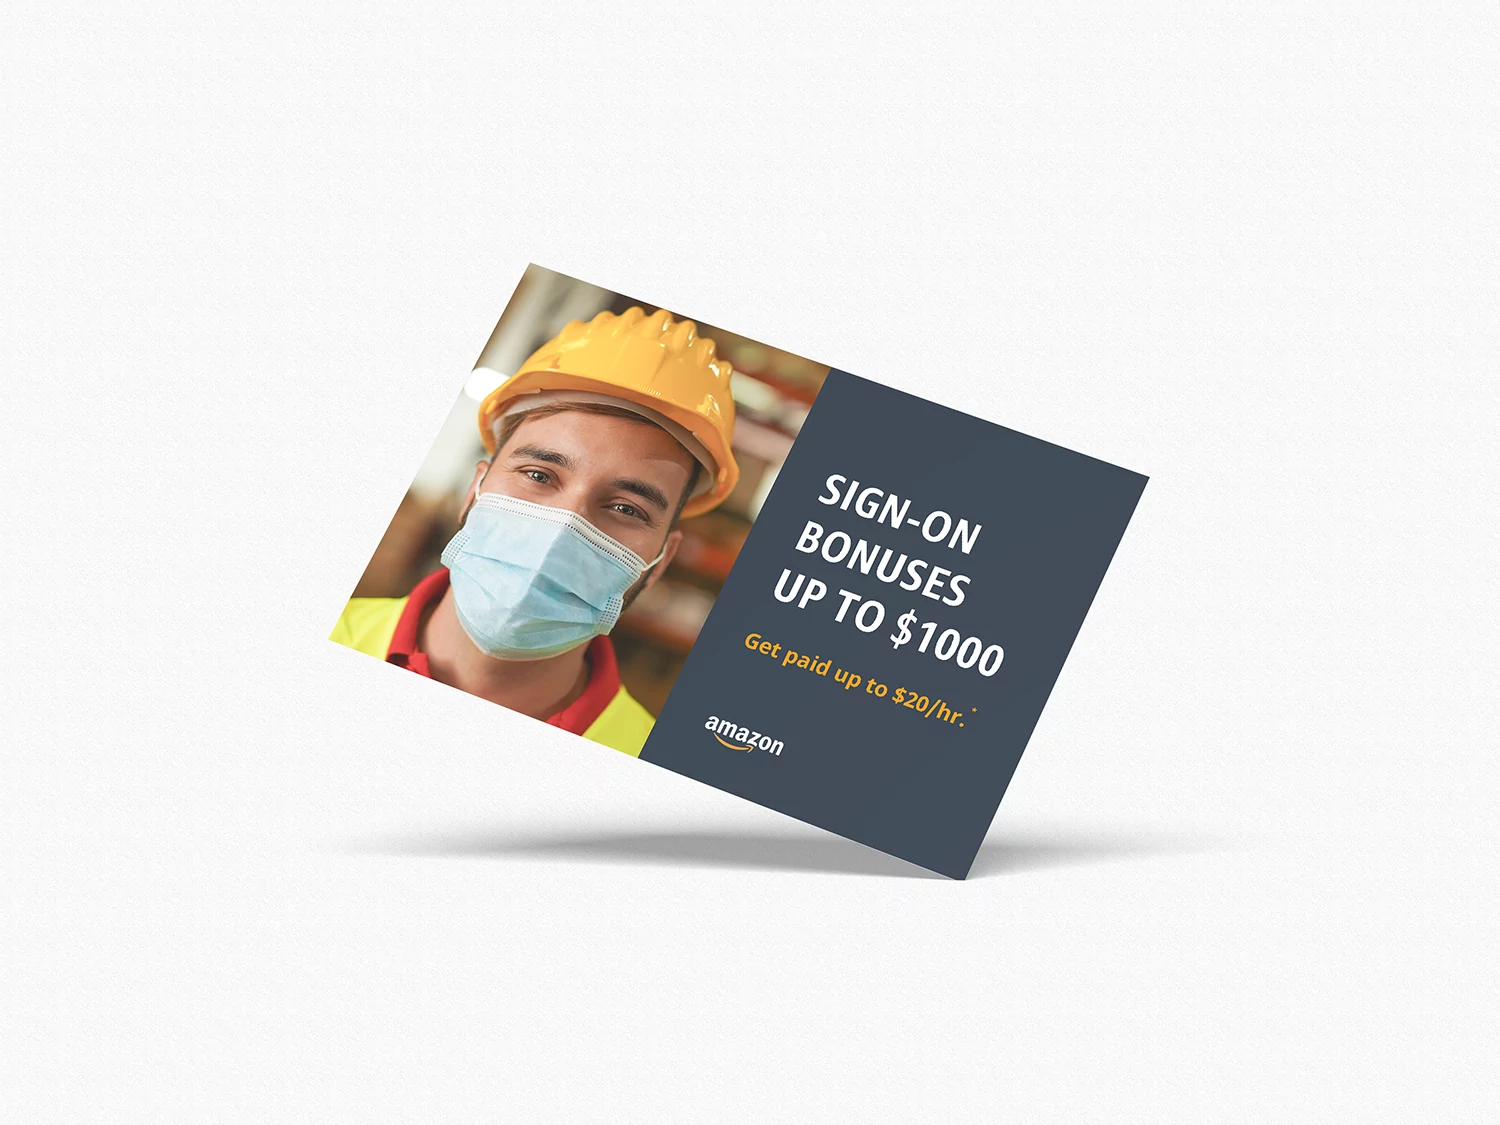 SIGN-ON
BONUSES
UP TO $1000
Get paid up to $20/hr.*
amazon